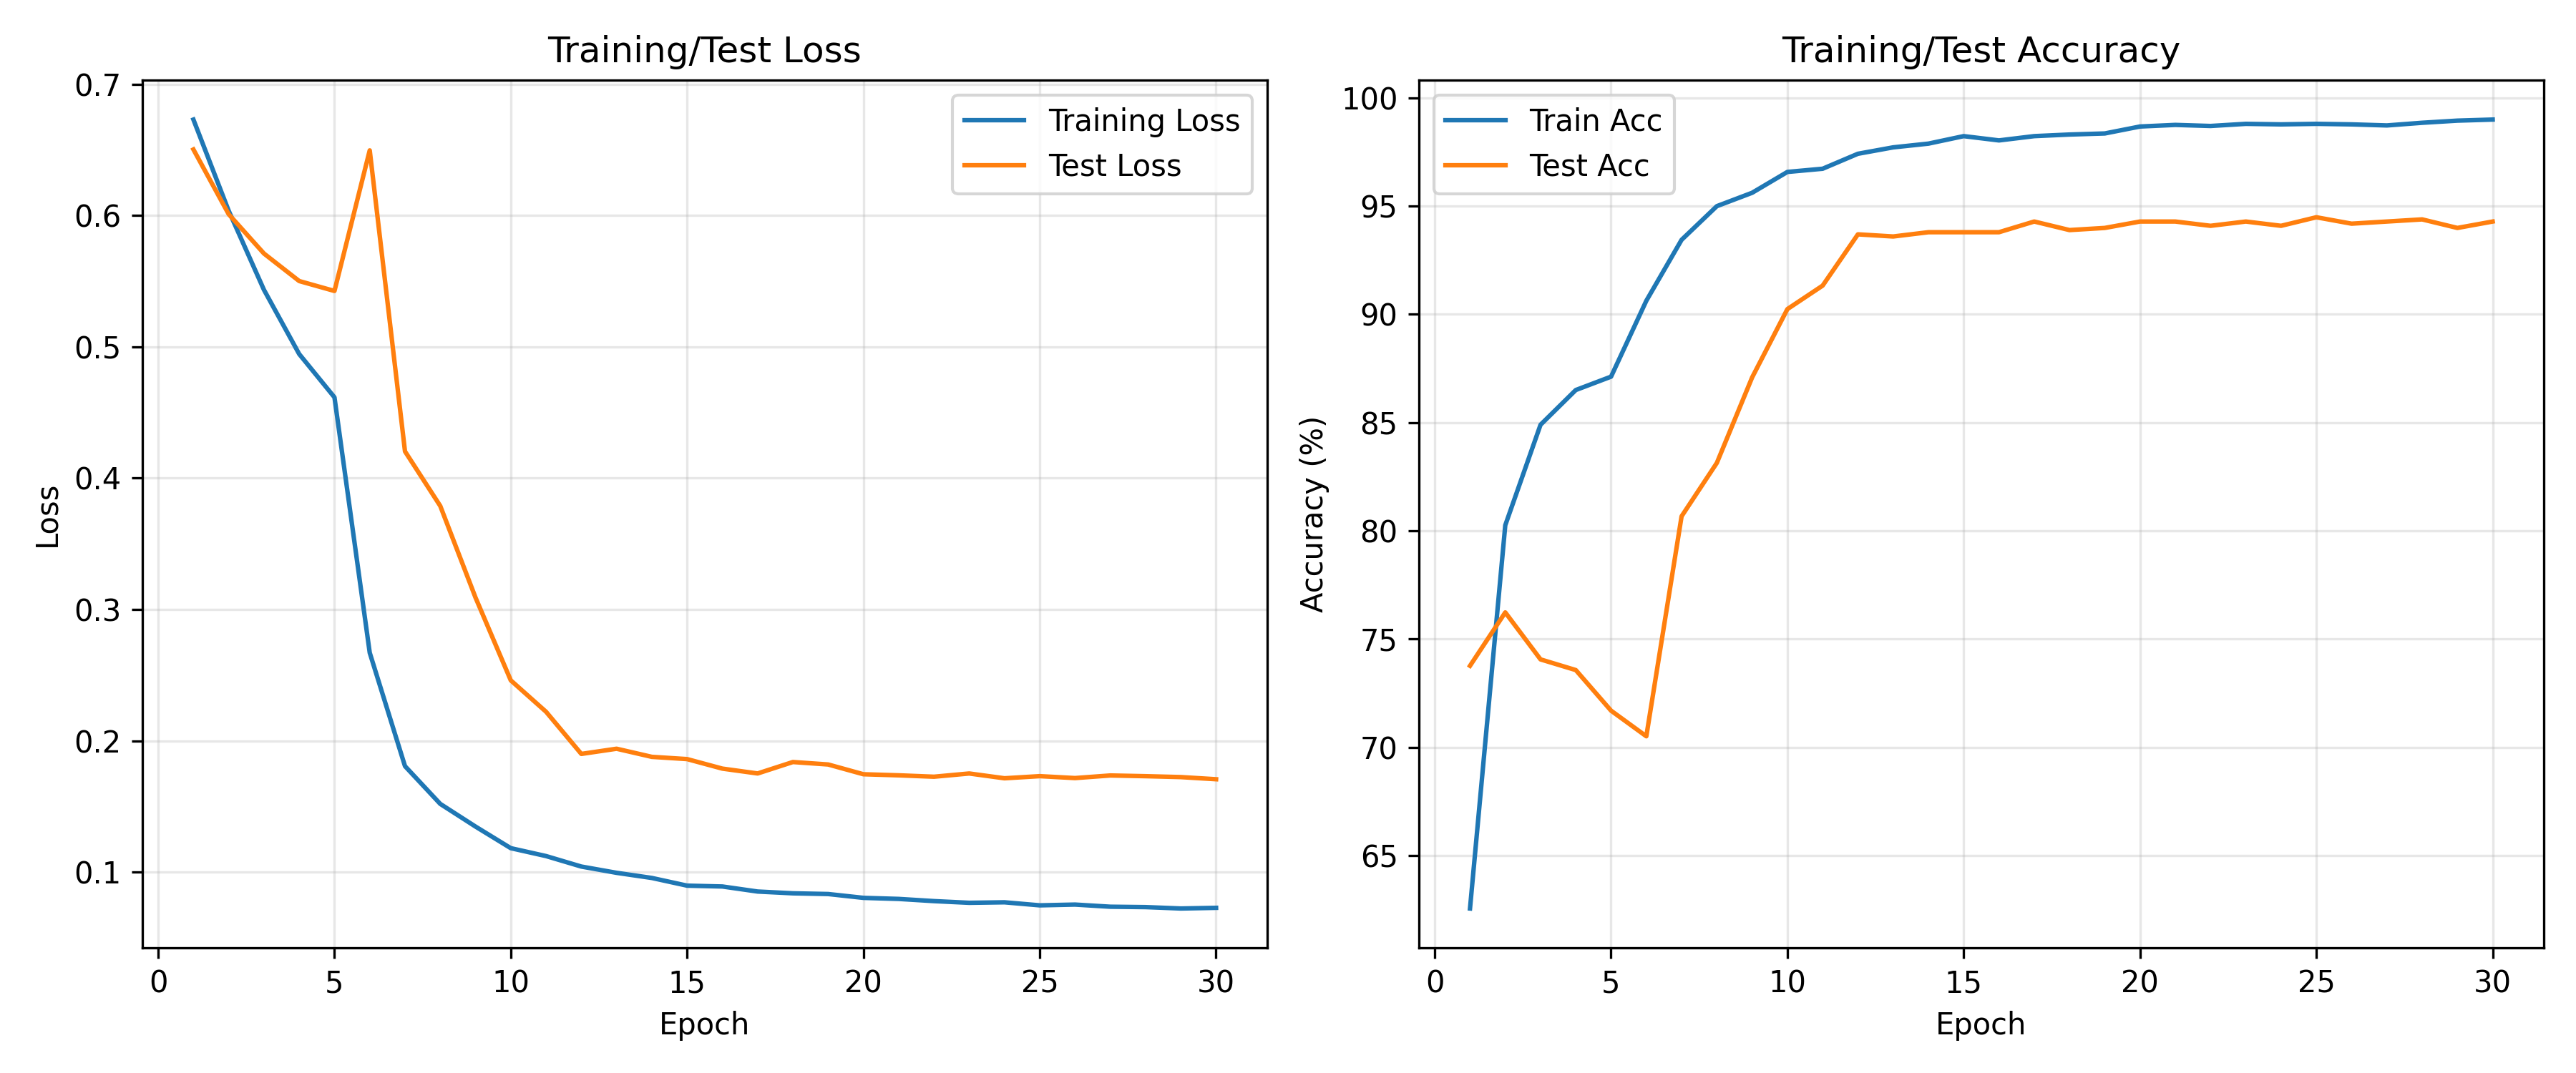 Training/Test Loss
0.7
0.6
0.5
0.4
0.3
0.2
0.1
Loss
Training Loss
Test Loss
0 5 10 15 20 25 30
Epoch
Training/Test Accuracy
100
95
90
85
80
75
70
65
Accuracy (%)
Train Acc
Test Acc
0 5 10 15 20 25 30
Epoch